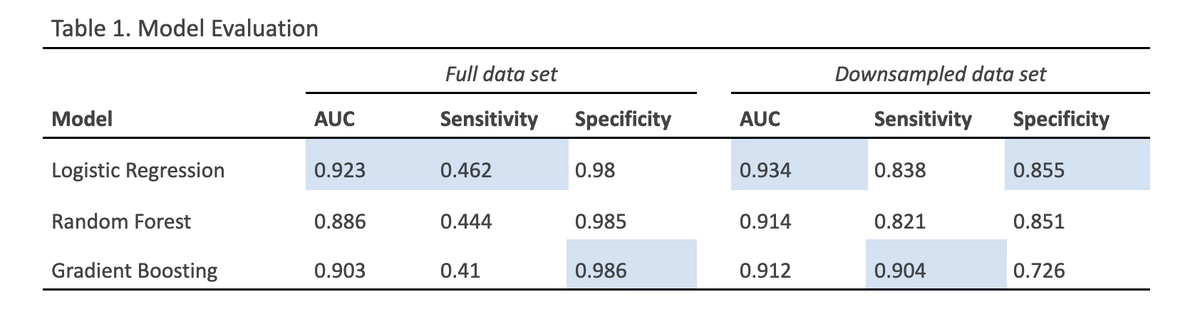 Table 1. Model Evaluation
Full data set Downsampled data set
Model AUC Sensitivity Specificity AUC Sensitivity Specificity
Logistic Regression 0.923 0.462 0.98 0.934 0.838 0.855
Random Forest 0.886 0.444 0.985 0.914 0.821 0.851
Gradient Boosting 0.903 0.41 0.986 0.912 0.904 0.726